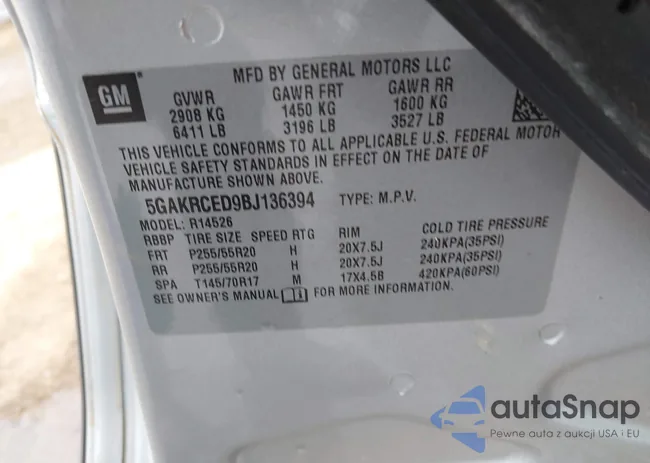 MFD BY GENERAL MOTORS LLC
GM
GVWR GAWR FRT GAWR RR
2908 KG 1450 KG 1600 KG
6411 LB 3196 LB 3527 LB
THIS VEHICLE CONFORMS TO ALL APPLICABLE U.S. FEDERAL MOTOR
VEHICLE SAFETY STANDARDS IN EFFECT ON THE DATE OF
MANUFACTURE SHOWN ABOVE.
5GAKRCED9BJ136394 TYPE: M.P.V.
MODEL: R14526
RBBP TIRE SIZE SPEED RTG RIM COLD TIRE PRESSURE
FRT P255/55R20 H 20X7.5J 240KPA(35PSI)
RR P255/55R20 H 20X7.5J 240KPA(35PSI)
SPA T145/70R17 M 17X4.5B 420KPA(60PSI)
SEE OWNER'S MANUAL FOR MORE INFORMATION.
autaSnap
Pewne auta z aukcji USA i EU